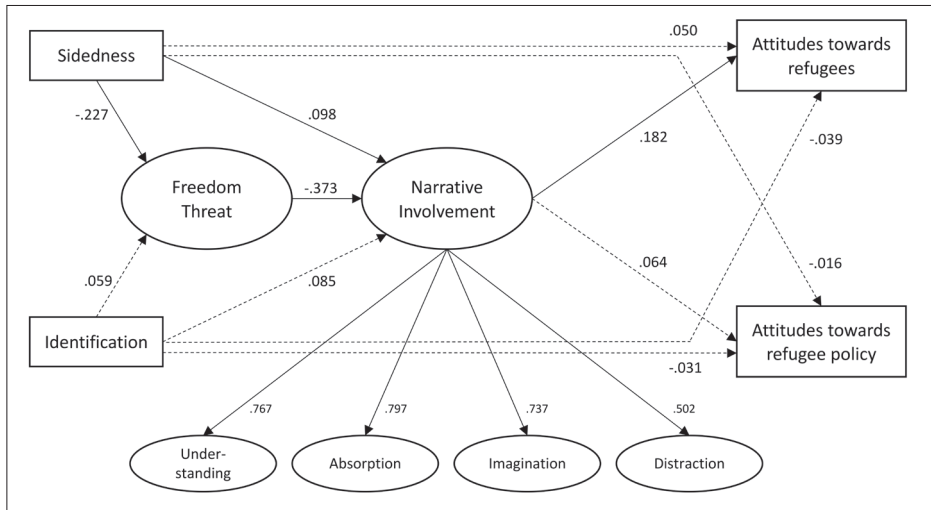 Sidedness
.050
Attitudes towards
refugees
-.227
.098
.182
-.039
Freedom
Threat
-.373
Narrative
Involvement
.059
.085
.064
-.016
Identification
Attitudes towards
refugee policy
-.031
.767
.797
.737
.502
Under-
standing
Absorption
Imagination
Distraction